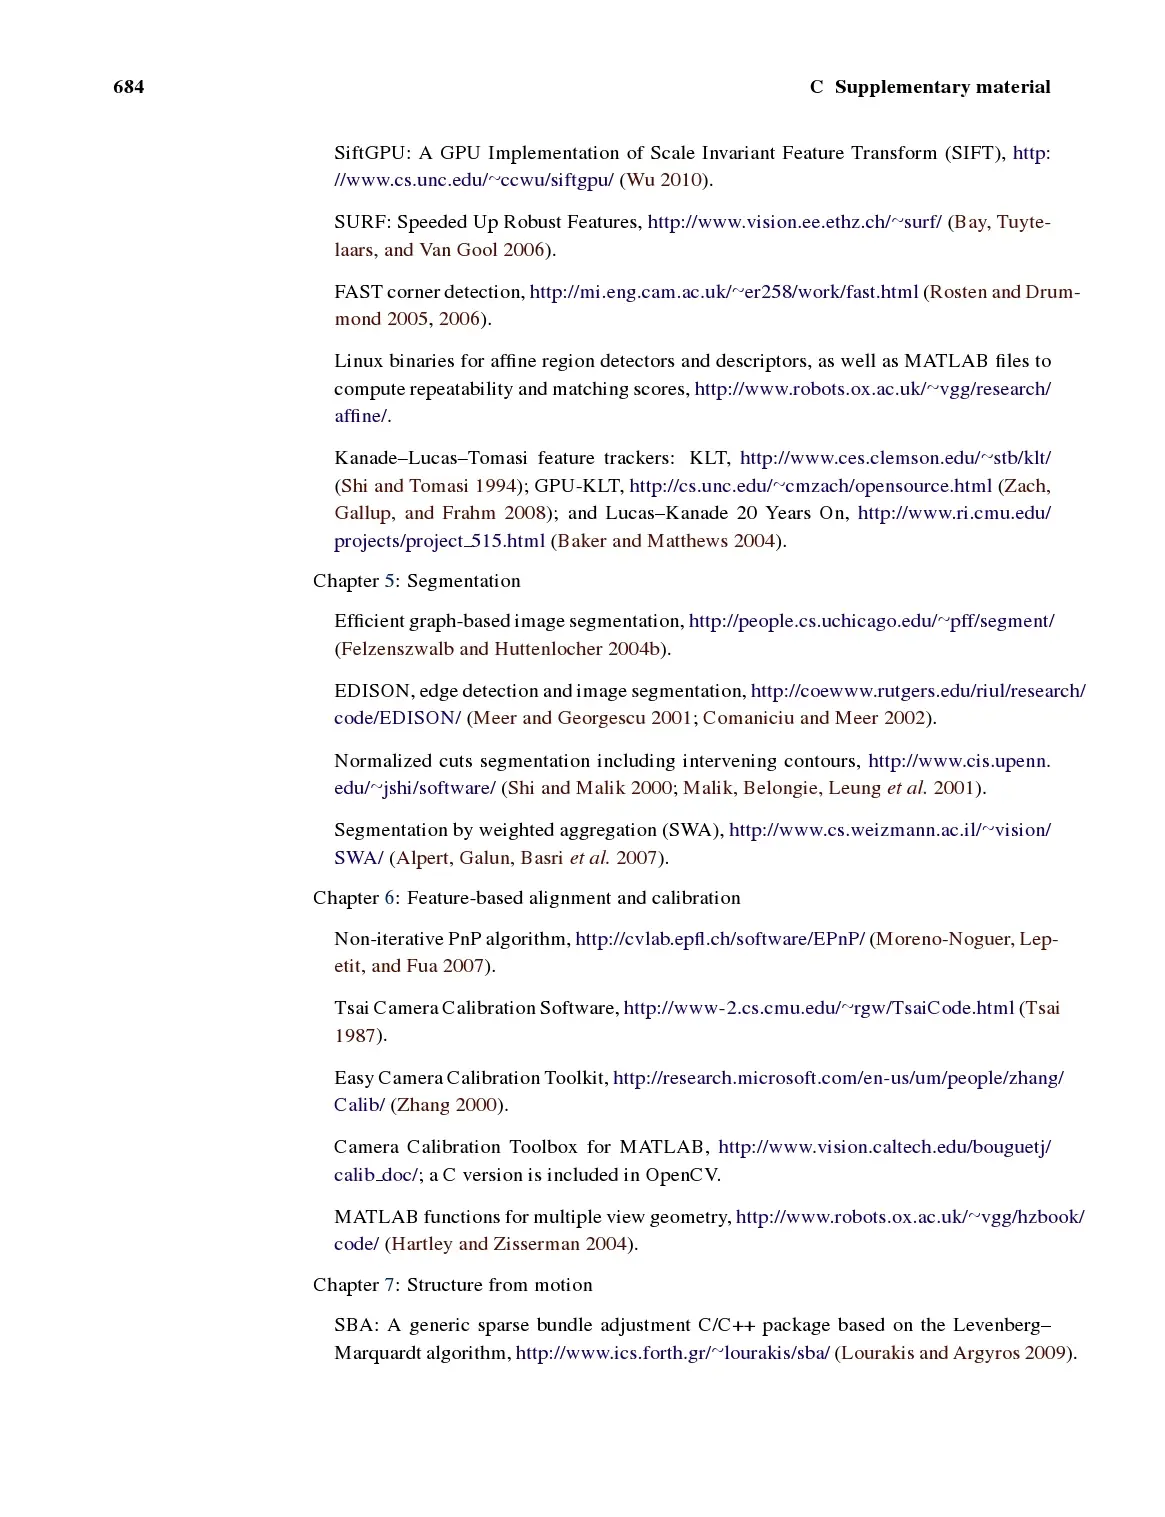 684
C Supplementary material
SiftGPU: A GPU Implementation of Scale Invariant Feature Transform (SIFT), http:
//www.cs.unc.edu/~ccwu/siftgpu/ (Wu 2010).
SURF: Speeded Up Robust Features, http://www.vision.ee.ethz.ch/~surf/ (Bay, Tuyte-
laars, and Van Gool 2006).
FAST corner detection, http://mi.eng.cam.ac.uk/~er258/work/fast.html (Rosten and Drum-
mond 2005, 2006).
Linux binaries for affine region detectors and descriptors, as well as MATLAB files to
compute repeatability and matching scores, http://www.robots.ox.ac.uk/~vgg/research/
affine/.
Kanade–Lucas–Tomasi feature trackers: KLT, http://www.ces.clemson.edu/~stb/klt/
(Shi and Tomasi 1994); GPU-KLT, http://cs.unc.edu/~cmzach/opensource.html (Zach,
Gallup, and Frahm 2008); and Lucas–Kanade 20 Years On, http://www.ri.cmu.edu/
projects/project_515.html (Baker and Matthews 2004).
Chapter 5: Segmentation
Efficient graph-based image segmentation, http://people.cs.uchicago.edu/~pff/segment/
(Felzenszwalb and Huttenlocher 2004b).
EDISON, edge detection and image segmentation, http://coewww.rutgers.edu/riul/research/
code/EDISON/ (Meer and Georgescu 2001; Comaniciu and Meer 2002).
Normalized cuts segmentation including intervening contours, http://www.cis.upenn.
edu/~jshi/software/ (Shi and Malik 2000; Malik, Belongie, Leung et al. 2001).
Segmentation by weighted aggregation (SWA), http://www.cs.weizmann.ac.il/~vision/
SWA/ (Alpert, Galun, Basri et al. 2007).
Chapter 6: Feature-based alignment and calibration
Non-iterative PnP algorithm, http://cvlab.epfl.ch/software/EPnP/ (Moreno-Noguer, Lep-
etit, and Fua 2007).
Tsai Camera Calibration Software, http://www-2.cs.cmu.edu/~rgw/TsaiCode.html (Tsai
1987).
Easy Camera Calibration Toolkit, http://research.microsoft.com/en-us/um/people/zhang/
Calib/ (Zhang 2000).
Camera Calibration Toolbox for MATLAB, http://www.vision.caltech.edu/bouguetj/
calib_doc/; a C version is included in OpenCV.
MATLAB functions for multiple view geometry, http://www.robots.ox.ac.uk/~vgg/hzbook/
code/ (Hartley and Zisserman 2004).
Chapter 7: Structure from motion
SBA: A generic sparse bundle adjustment C/C++ package based on the Levenberg–
Marquardt algorithm, http://www.ics.forth.gr/~lourakis/sba/ (Lourakis and Argyros 2009).